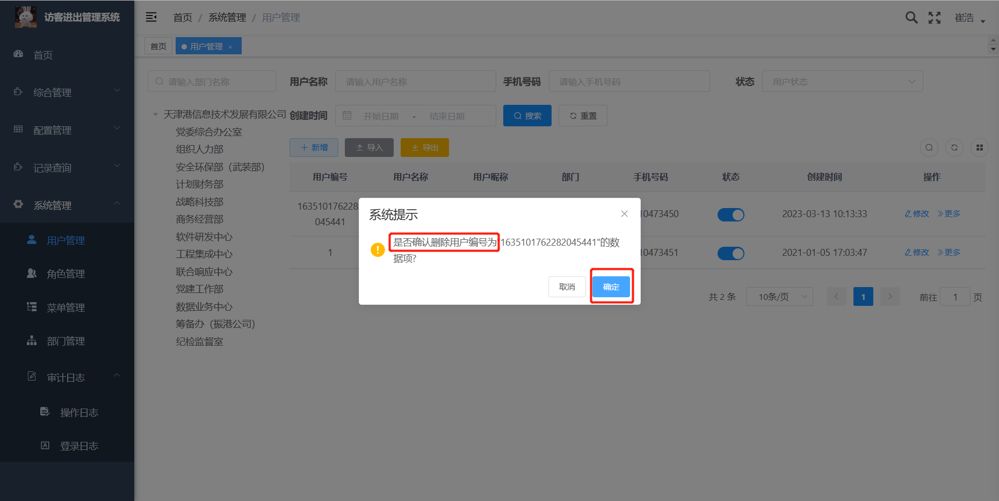 访客进出管理系统
首页
综合管理
配置管理
记录查询
系统管理
用户管理
角色管理
菜单管理
部门管理
审计日志
操作日志
登录日志
首页 / 系统管理 / 用户管理
崔浩
首页
用户管理 ×
请输入部门名称
天津港信息技术发展有限公司
党委综合办公室
组织人力部
安全环保部（武装部）
计划财务部
战略科技部
商务经营部
软件研发中心
工程集成中心
联合响应中心
党建工作部
数据业务中心
筹备办（振港公司）
纪检监督室
用户名称 请输入用户名称 手机号码 请输入手机号码 状态 用户状态
创建时间 开始日期 - 结束日期 搜索 重置
新增 导入 导出
用户编号 用户名称 用户昵称 部门 手机号码 状态 创建时间 操作
163510176228
045441
10473450 2023-03-13 10:13:33 修改 更多
1 10473451 2021-01-05 17:03:47 修改 更多
共 2 条 10条/页 1 前往 1 页
系统提示
是否确认删除用户编号为"1635101762282045441"的数
据项?
取消 确定